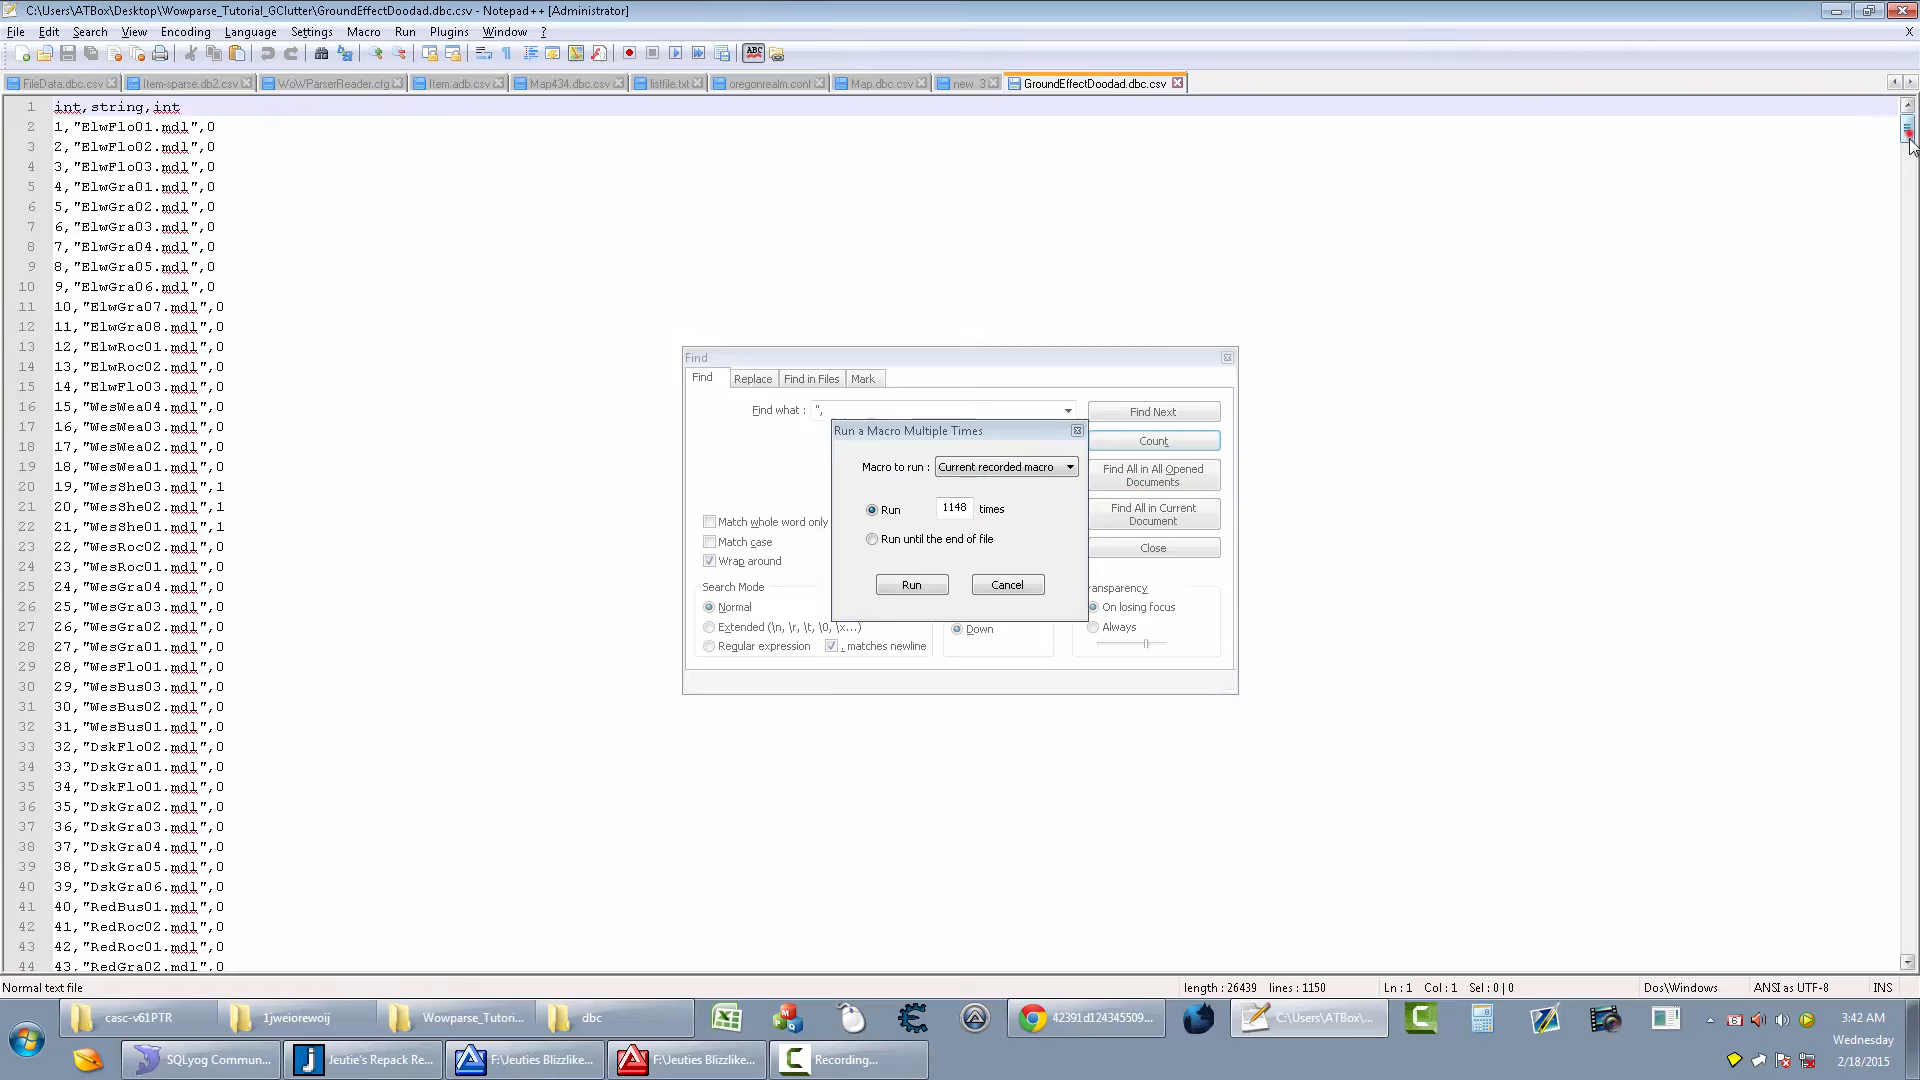 C:\Users\ATBox\Desktop\Wowparse_Tutorial_GClutter\GroundEffectDoodad.dbc.csv - Notepad++ [Administrator]
File Edit Search View Encoding Language Settings Macro Run Plugins Window ? X
FileData.dbc.csv Item-sparse.db2.csv WoWParserReader.cfg Item.adb.csv Map434.dbc.csv listfile.txt oregonrealm.conf Map.dbc.csv new 3 GroundEffectDoodad.dbc.csv
1 int,string,int
2 1,"ElwFlo01.mdl",0
3 2,"ElwFlo02.mdl",0
4 3,"ElwFlo03.mdl",0
5 4,"ElwGra01.mdl",0
6 5,"ElwGra02.mdl",0
7 6,"ElwGra03.mdl",0
8 7,"ElwGra04.mdl",0
9 8,"ElwGra05.mdl",0
10 9,"ElwGra06.mdl",0
11 10,"ElwGra07.mdl",0
12 11,"ElwGra08.mdl",0
13 12,"ElwRoc01.mdl",0
14 13,"ElwRoc02.mdl",0
15 14,"ElwFlo03.mdl",0
16 15,"WesWea04.mdl",0
17 16,"WesWea03.mdl",0
18 17,"WesWea02.mdl",0
19 18,"WesWea01.mdl",0
20 19,"WesShe03.mdl",1
21 20,"WesShe02.mdl",1
22 21,"WesShe01.mdl",1
23 22,"WesRoc02.mdl",0
24 23,"WesRoc01.mdl",0
25 24,"WesGra04.mdl",0
26 25,"WesGra03.mdl",0
27 26,"WesGra02.mdl",0
28 27,"WesGra01.mdl",0
29 28,"WesFlo01.mdl",0
30 29,"WesBus03.mdl",0
31 30,"WesBus02.mdl",0
32 31,"WesBus01.mdl",0
33 32,"DskFlo02.mdl",0
34 33,"DskGra01.mdl",0
35 34,"DskFlo01.mdl",0
36 35,"DskGra02.mdl",0
37 36,"DskGra03.mdl",0
38 37,"DskGra04.mdl",0
39 38,"DskGra05.mdl",0
40 39,"DskGra06.mdl",0
41 40,"RedBus01.mdl",0
42 41,"RedRoc02.mdl",0
43 42,"RedRoc01.mdl",0
44 43,"RedGra02.mdl",0
Find
Find Replace Find in Files Mark
Find what : ",
Find Next
Count
Find All in All Opened Documents
Find All in Current Document
Close
Match whole word only
Match case
Wrap around
Search Mode
Normal
Extended (\n, \r, \t, \0, \x...)
Regular expression . matches newline
Down
ransparency
On losing focus
Always
Run a Macro Multiple Times
Macro to run : Current recorded macro
Run 1148 times
Run until the end of file
Run Cancel
Normal text file length : 26439 lines : 1150 Ln : 1 Col : 1 Sel : 0 | 0 Dos\Windows ANSI as UTF-8 INS
casc-v61PTR 1jweiorewoij Wowparse_Tutori... dbc 42391d124345509... C:\Users\ATBox\... 3:42 AM
Wednesday
SQLyog Commun... Jeutie's Repack Re... F:\Jeuties Blizzlike... F:\Jeuties Blizzlike... Recording... 2/18/2015